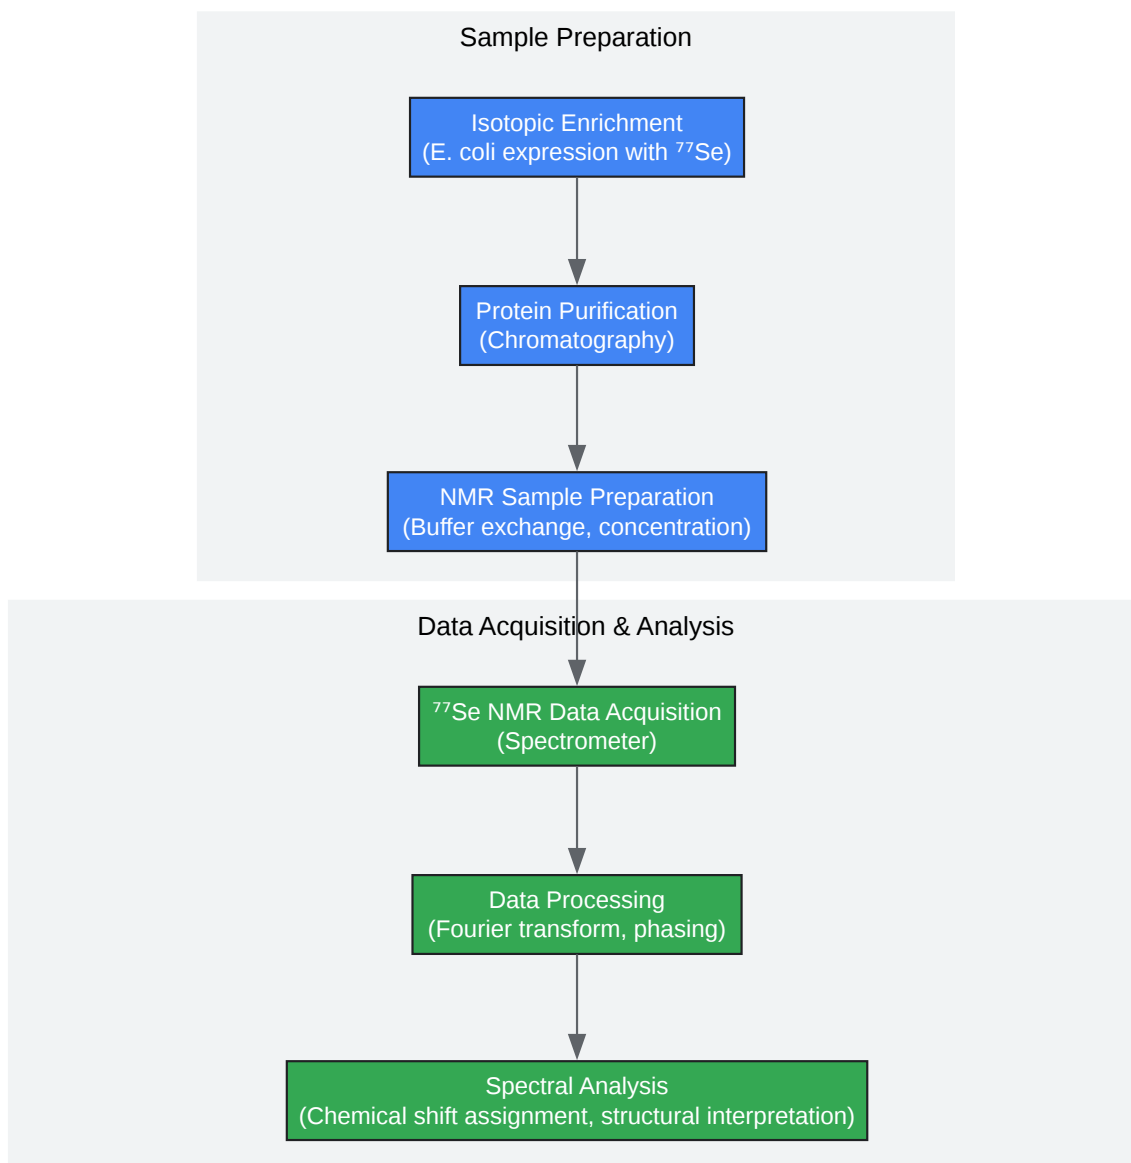 Sample Preparation
Isotopic Enrichment
(E. coli expression with ⁷⁷Se)
Protein Purification
(Chromatography)
NMR Sample Preparation
(Buffer exchange, concentration)
Data Acquisition & Analysis
⁷⁷Se NMR Data Acquisition
(Spectrometer)
Data Processing
(Fourier transform, phasing)
Spectral Analysis
(Chemical shift assignment, structural interpretation)